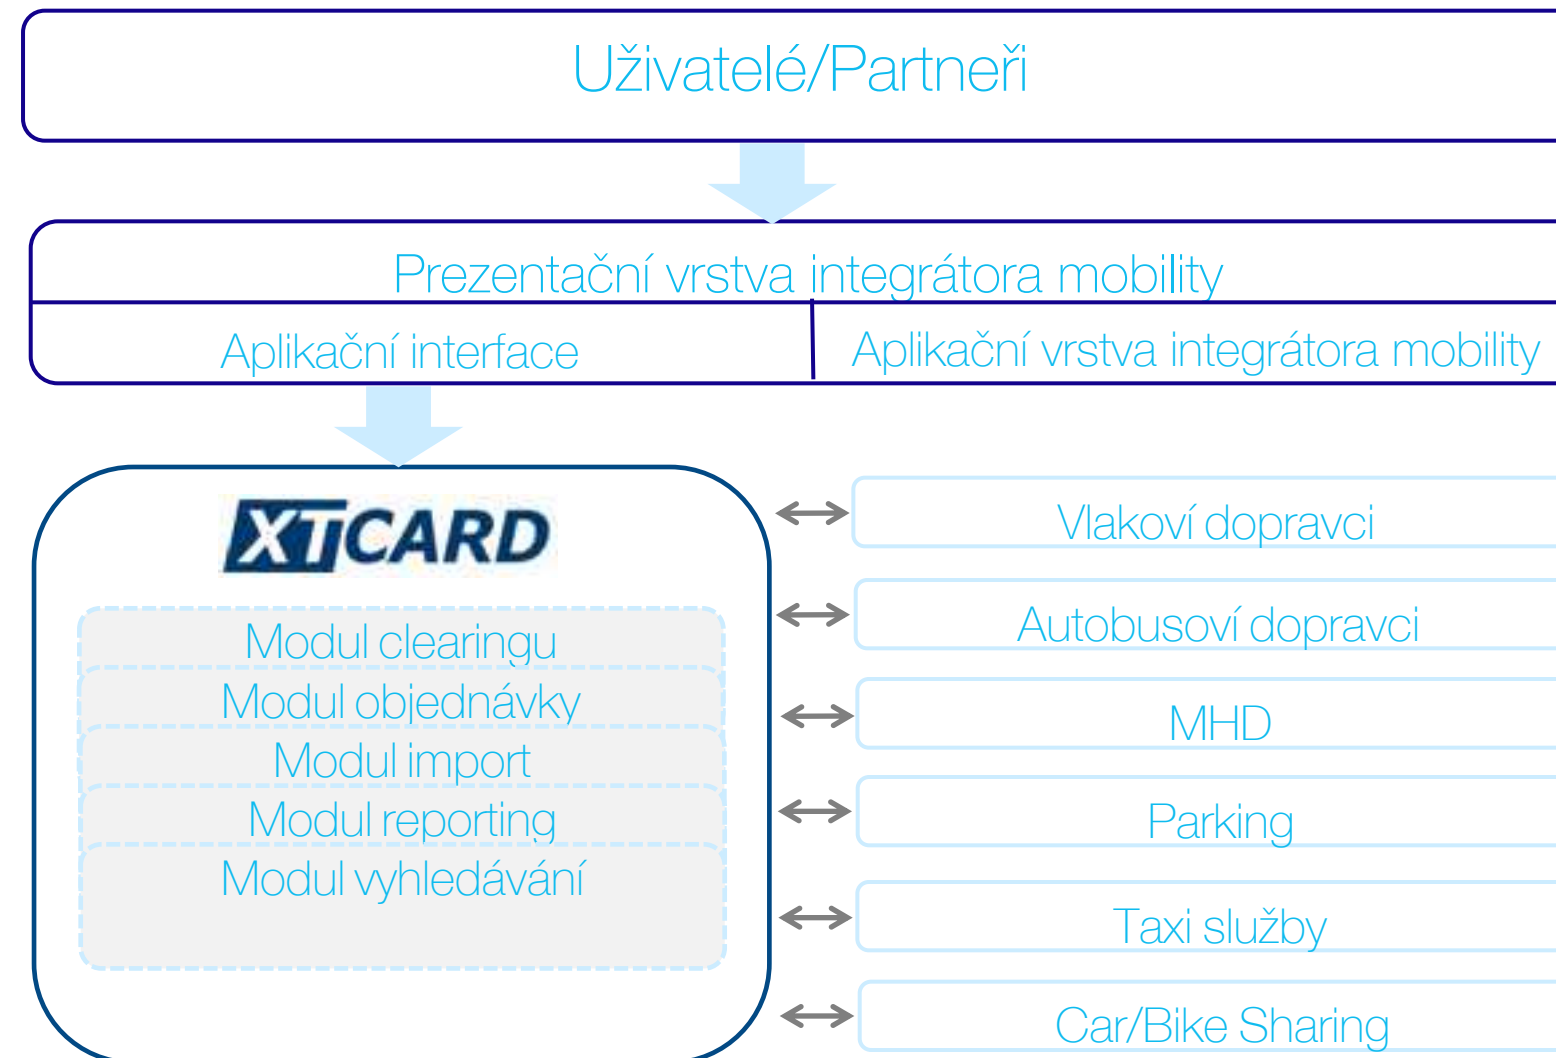 Uživatelé/Partneři
Prezentační vrstva integrátora mobility
Aplikační interface
Aplikační vrstva integrátora mobility
XTCARD
Modul clearingu
Modul objednávky
Modul import
Modul reporting
Modul vyhledávání
Vlakoví dopravci
Autobusoví dopravci
MHD
Parking
Taxi služby
Car/Bike Sharing